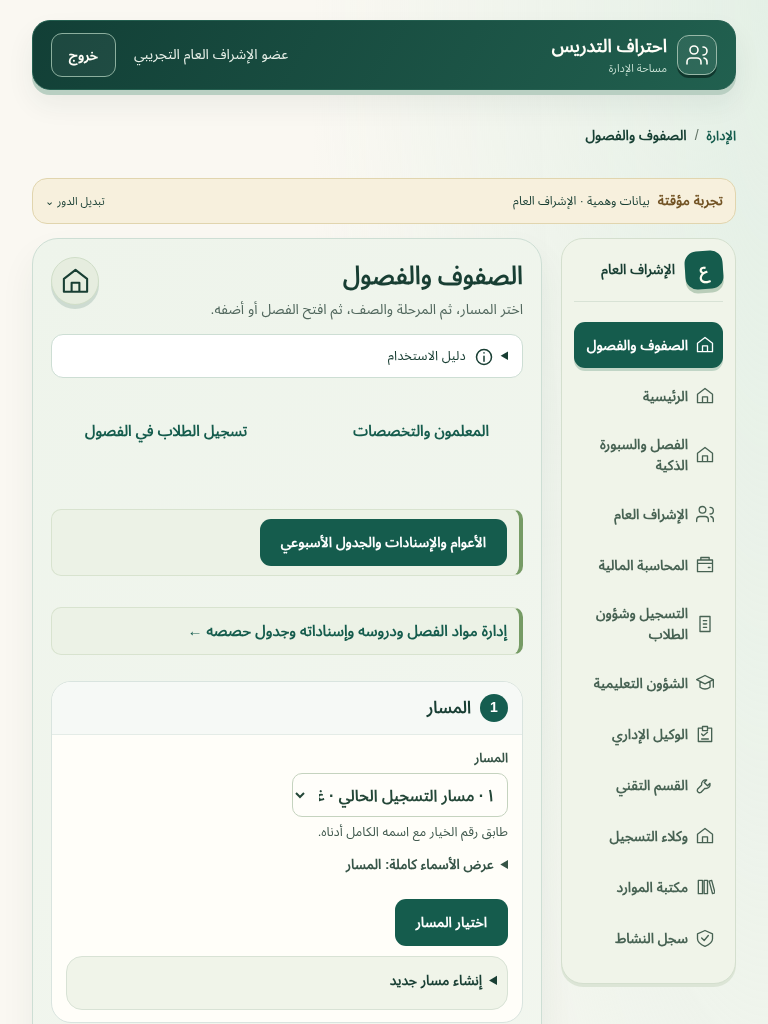 احتراف التدريس
مساحة الإدارة
عضو الإشراف العام التجريبي
خروج
الإدارة / الصفوف والفصول
تجربة مؤقتة بيانات وهمية · الإشراف العام
تبديل الدور ⌄
ع الإشراف العام
الصفوف والفصول
الرئيسية
الفصل والسبورة
الذكية
الإشراف العام
المحاسبة المالية
التسجيل وشؤون
الطلاب
الشؤون التعليمية
الوكيل الإداري
القسم التقني
وكلاء التسجيل
مكتبة الموارد
سجل النشاط
الصفوف والفصول
اختر المسار، ثم المرحلة والصف، ثم افتح الفصل أو أضفه.
دليل الاستخدام
المعلمون والتخصصات
تسجيل الطلاب في الفصول
الأعوام والإسنادات والجدول الأسبوعي
إدارة مواد الفصل ودروسه وإسناداته وجدول حصصه ←
1 المسار
المسار
١ · مسار التسجيل الحالي ·
طابق رقم الخيار مع اسمه الكامل أدناه.
عرض الأسماء كاملة: المسار
اختيار المسار
إنشاء مسار جديد